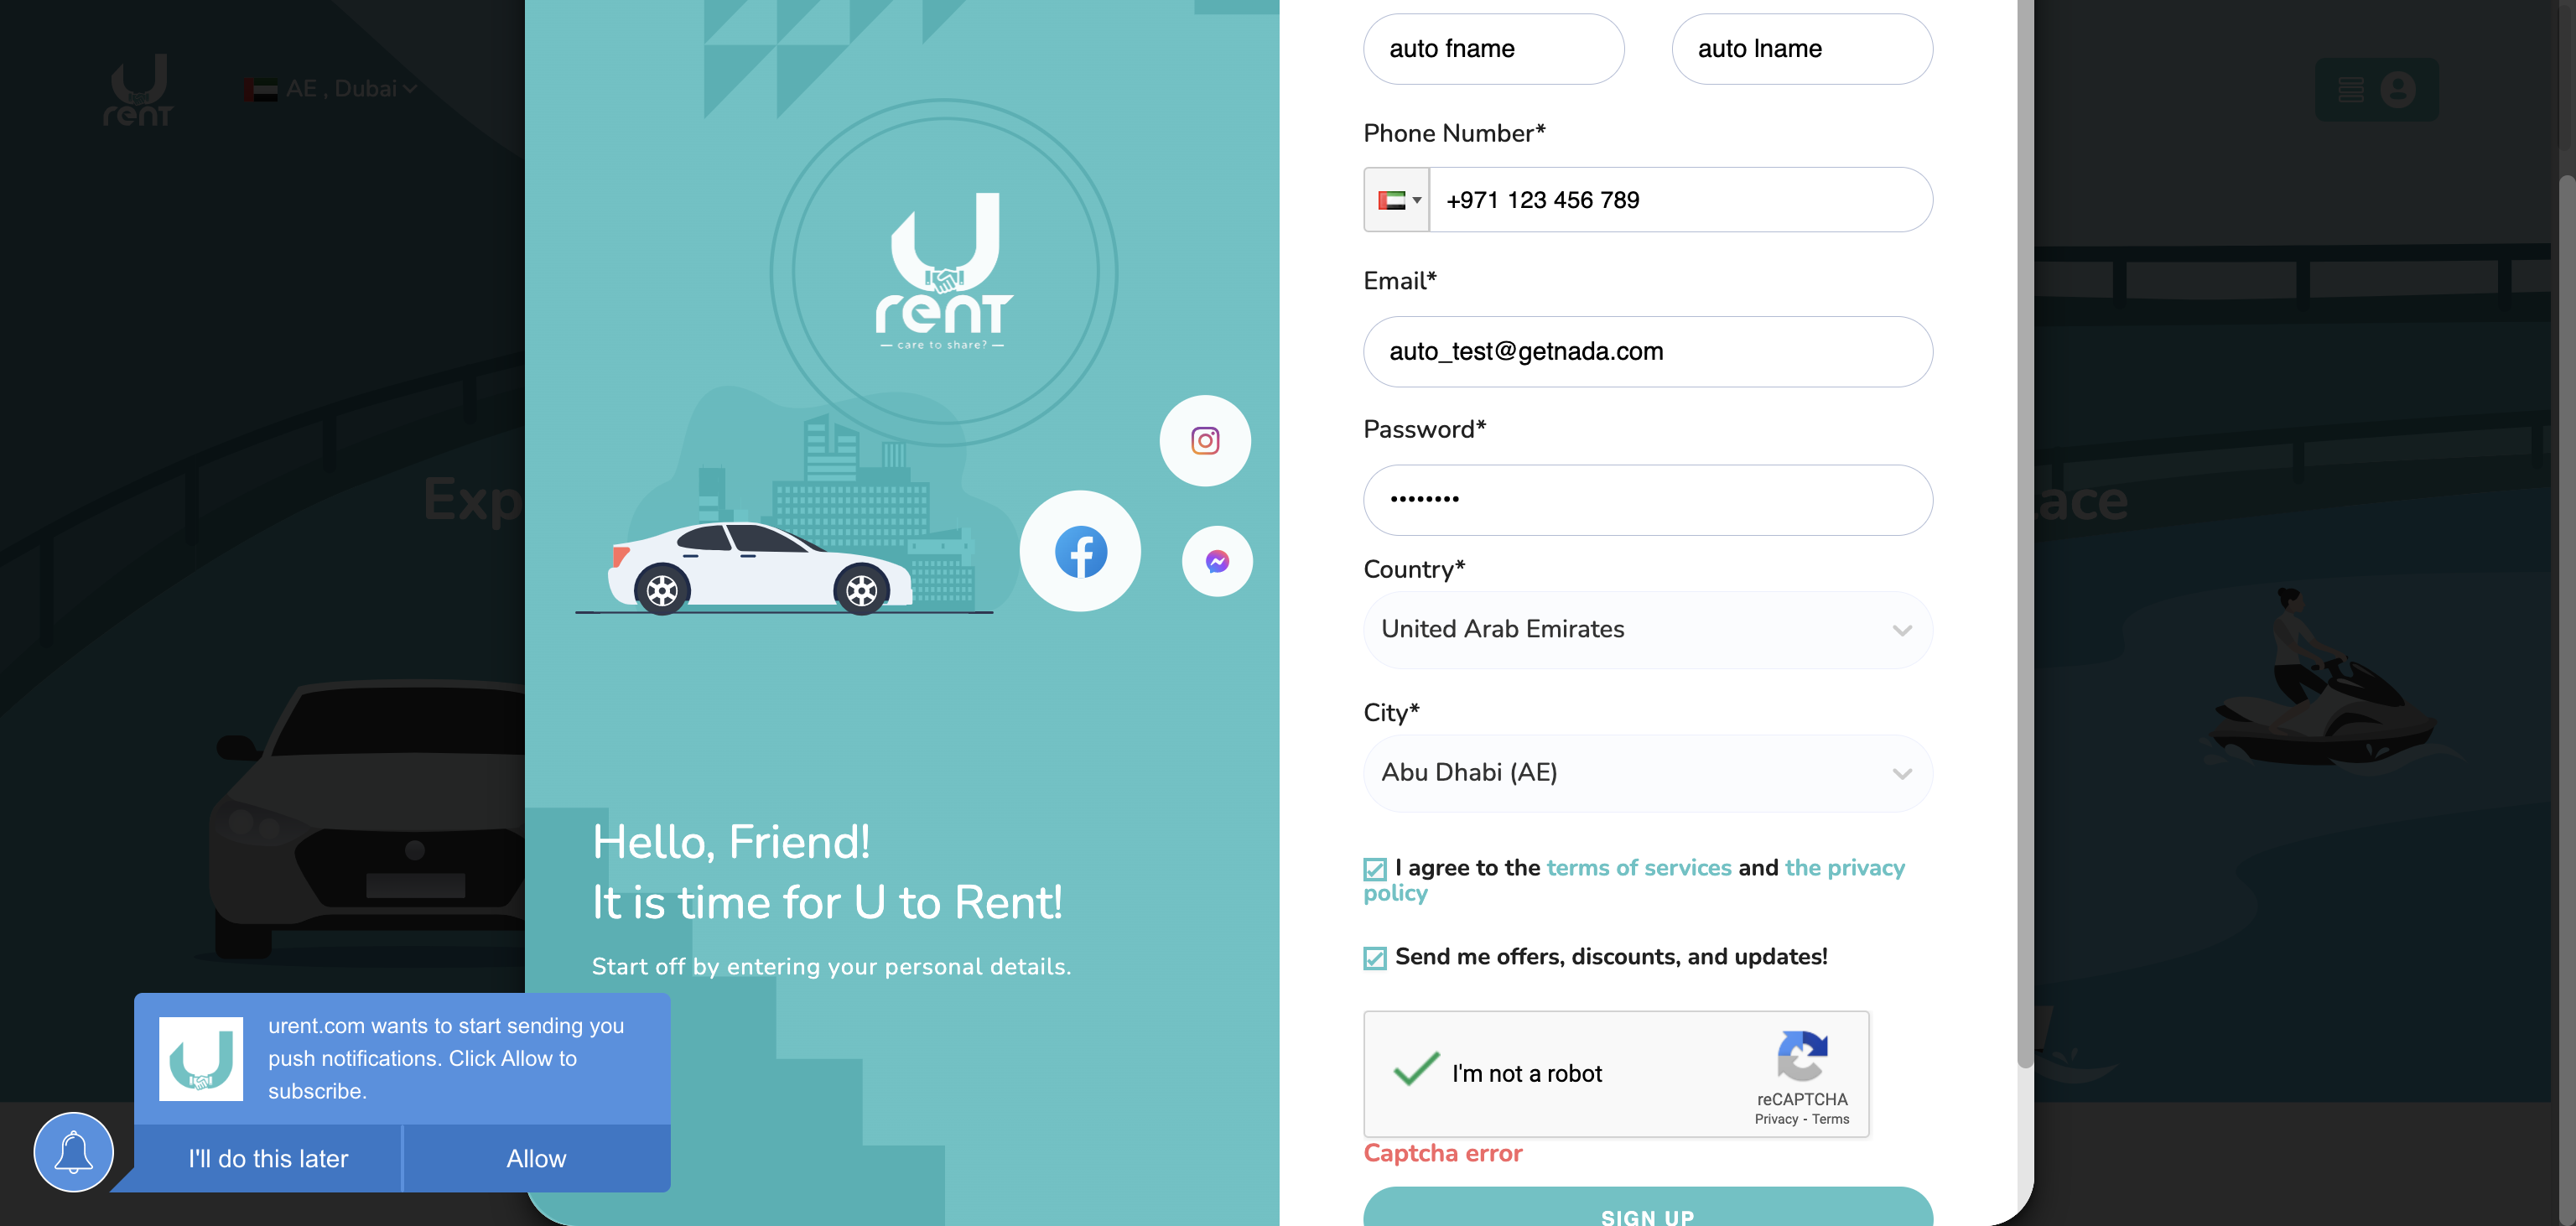 U
rent
AE , Dubai
auto fname
auto lname
Phone Number*
+971 123 456 789
Email*
auto_test@getnada.com
Password*
••••••••
Country*
United Arab Emirates
City*
Abu Dhabi (AE)
I agree to the terms of services and the privacy
policy
Send me offers, discounts, and updates!
I'm not a robot
reCAPTCHA
Privacy - Terms
Captcha error
SIGN UP
U
rent
— care to share? —
Hello, Friend!
It is time for U to Rent!
Start off by entering your personal details.
Exp
ace
urent.com wants to start sending you
push notifications. Click Allow to
subscribe.
I'll do this later
Allow